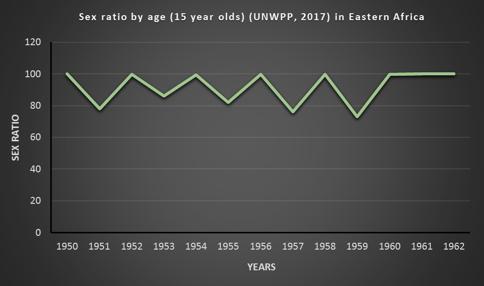 Sex ratio by age (15 year olds) (UNWPP, 2017) in Eastern Africa
120
100
80
60
40
20
0
SEX RATIO
1950 1951 1952 1953 1954 1955 1956 1957 1958 1959 1960 1961 1962
YEARS